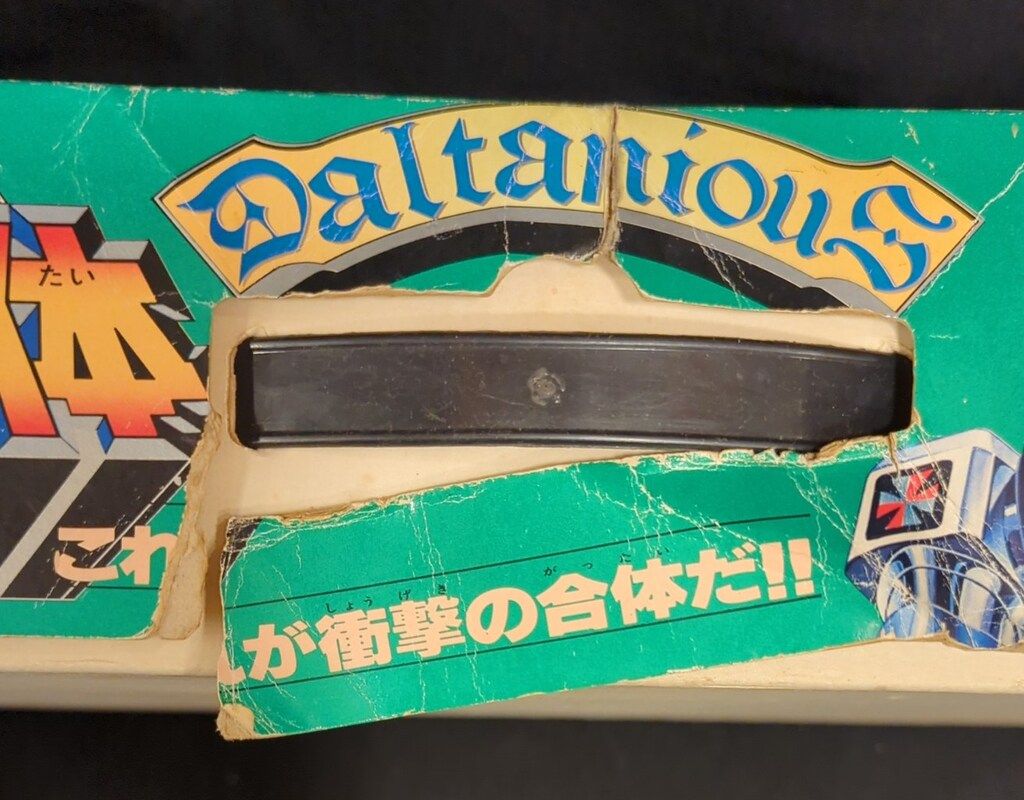 Daltanious
たい
体
これ
しょうげき がったい
が衝撃の合体だ!!